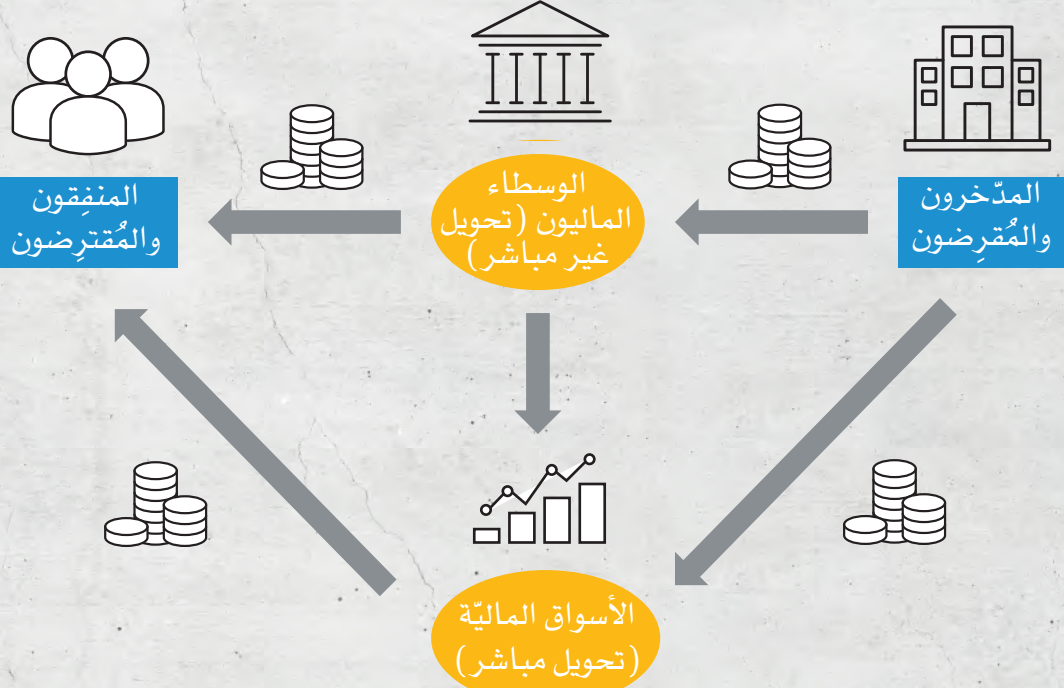 المدّخرون
والمُقرِضون
الوسطاء
الماليون (تحويل
غير مباشر)
المنفِقون
والمُقترِضون
الأسواق الماليّة
(تحويل مباشر)